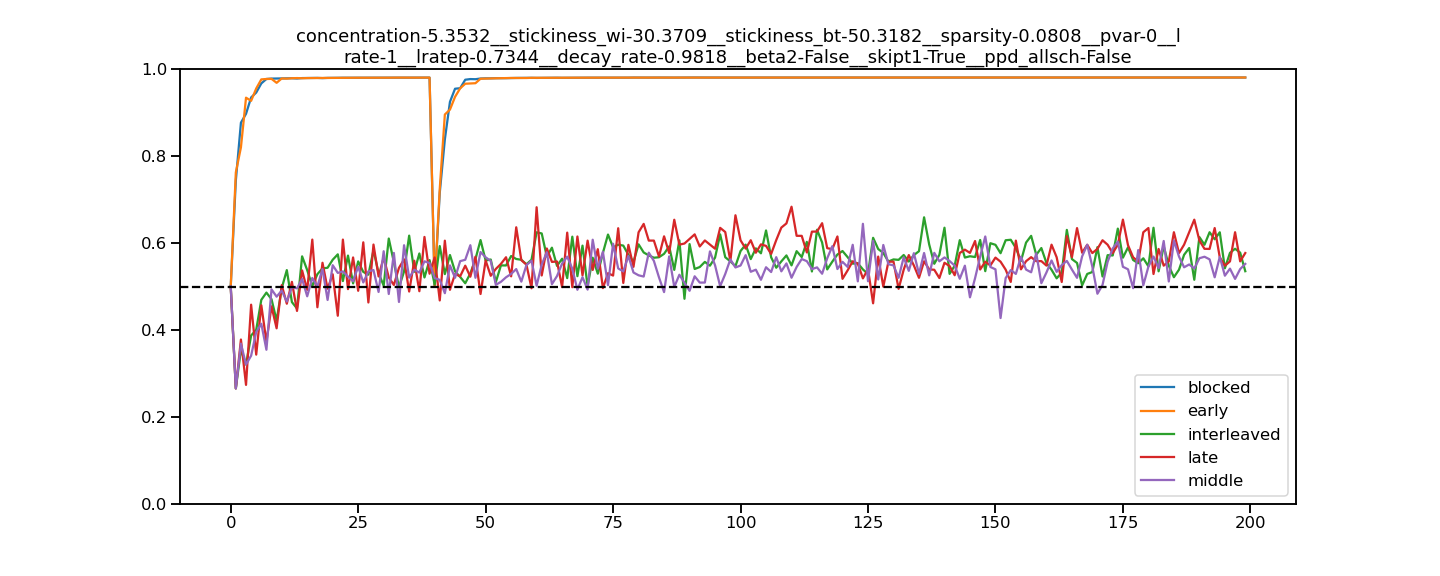 concentration-5.3532__stickiness_wi-30.3709__stickiness_bt-50.3182__sparsity-0.0808__pvar-0__l
rate-1__lratep-0.7344__decay_rate-0.9818__beta2-False__skipt1-True__ppd_allsch-False
1.0
0.8
0.6
0.4
0.2
0.0
0 25 50 75 100 125 150 175 200
blocked
early
interleaved
late
middle